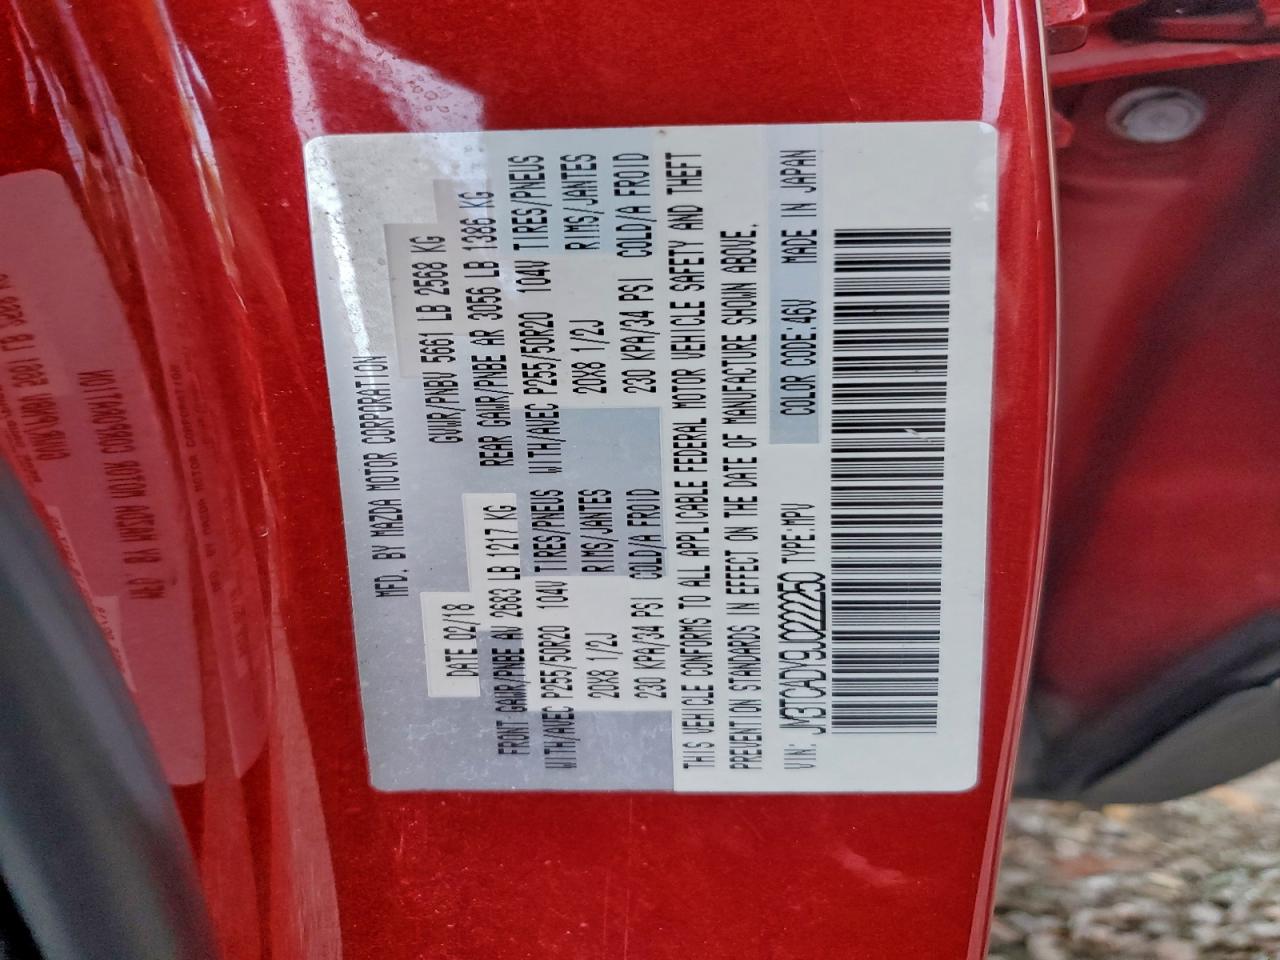 MFD. BY MAZDA MOTOR CORPORATION
DATE 02/18 GVWR/PNBV 5661 LB 2568 KG
FRONT GAWR/PNBE AV 2683 LB 1217 KG REAR GAWR/PNBE AR 3056 LB 1386 KG
WITH/AVEC P255/50R20 104V TIRES/PNEUS WITH/AVEC P255/50R20 104V TIRES/PNEUS
20X8 1/2J RIMS/JANTES 20X8 1/2J RIMS/JANTES
230 KPA/34 PSI COLD/A FROID 230 KPA/34 PSI COLD/A FROID
THIS VEHICLE CONFORMS TO ALL APPLICABLE FEDERAL MOTOR VEHICLE SAFETY AND THEFT
PREVENTION STANDARDS IN EFFECT ON THE DATE OF MANUFACTURE SHOWN ABOVE.
VIN: JM3TCADY9J0222250 TYPE:MPV COLOR CODE:46V MADE IN JAPAN